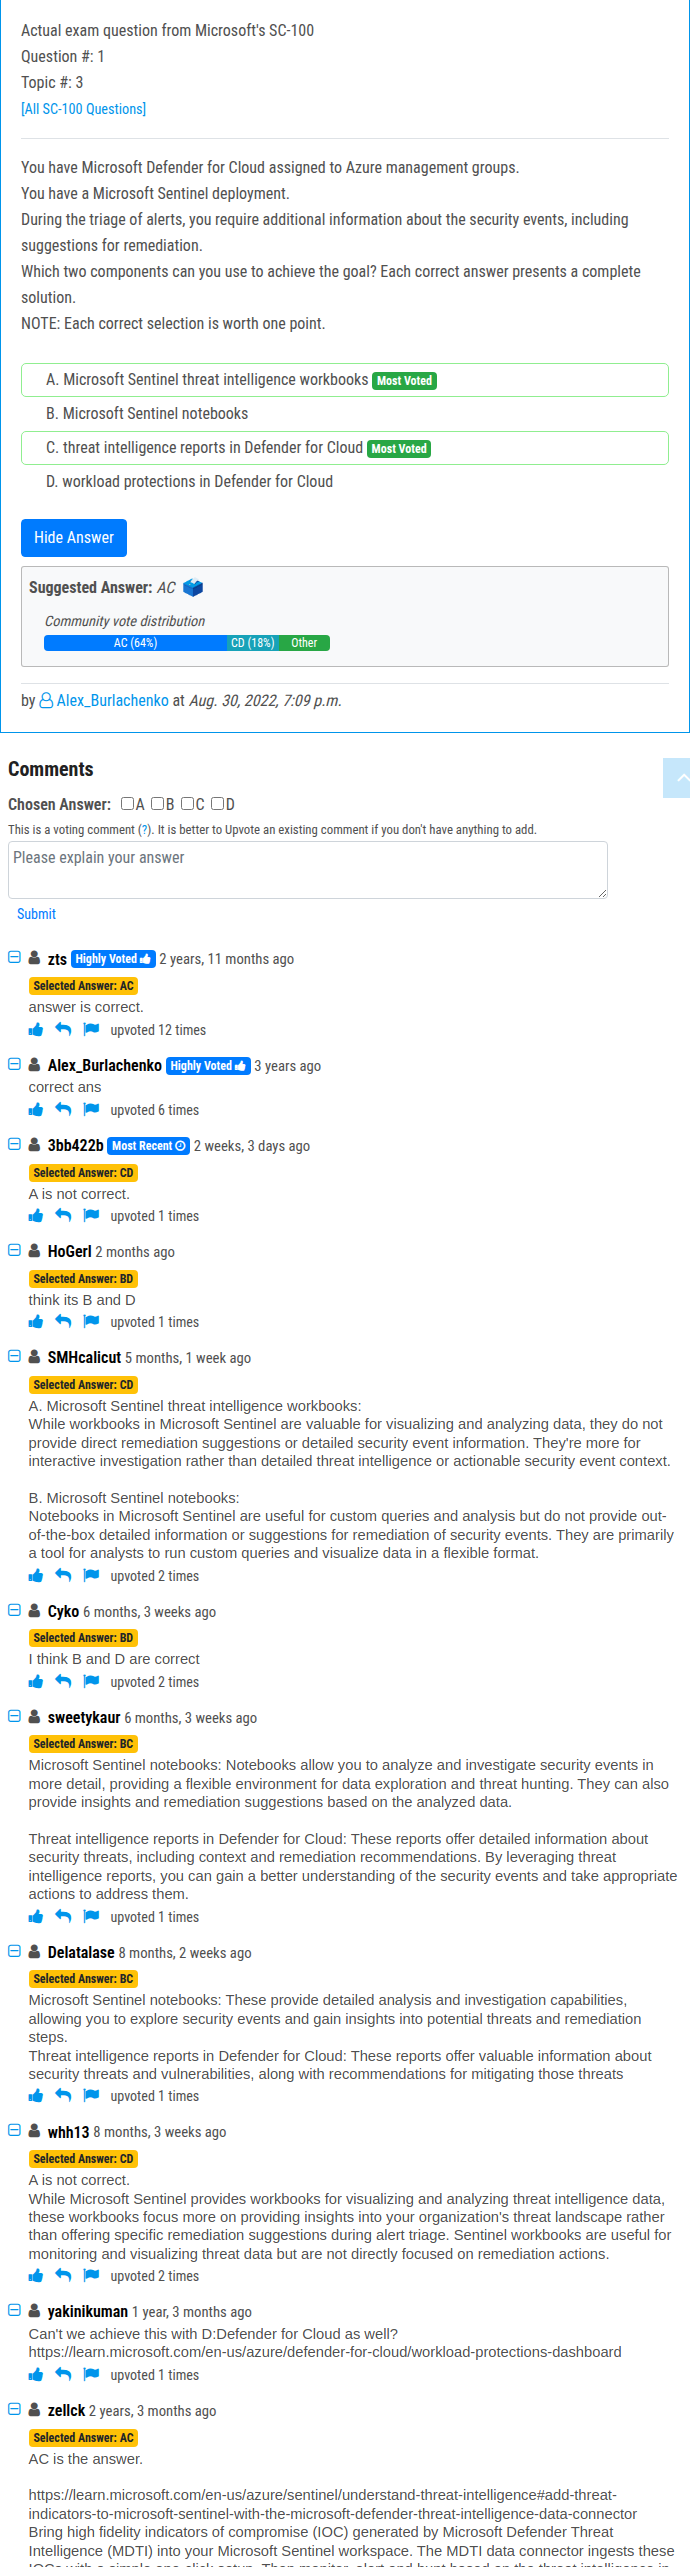 Actual exam question from Microsoft's SC-100
Question #: 1
Topic #: 3
[All SC-100 Questions]
You have Microsoft Defender for Cloud assigned to Azure management groups.
You have a Microsoft Sentinel deployment.
During the triage of alerts, you require additional information about the security events, including
suggestions for remediation.
Which two components can you use to achieve the goal? Each correct answer presents a complete
solution.
NOTE: Each correct selection is worth one point.
A. Microsoft Sentinel threat intelligence workbooks Most Voted
B. Microsoft Sentinel notebooks
C. threat intelligence reports in Defender for Cloud Most Voted
D. workload protections in Defender for Cloud
Hide Answer
Suggested Answer: AC
Community vote distribution
AC (64%) CD (18%) Other
by Alex_Burlachenko at Aug. 30, 2022, 7:09 p.m.
Comments
Chosen Answer: A B C D
This is a voting comment (?). It is better to Upvote an existing comment if you don't have anything to add.
Please explain your answer
Submit
zts Highly Voted 2 years, 11 months ago
Selected Answer: AC
answer is correct.
upvoted 12 times
Alex_Burlachenko Highly Voted 3 years ago
correct ans
upvoted 6 times
3bb422b Most Recent 2 weeks, 3 days ago
Selected Answer: CD
A is not correct.
upvoted 1 times
HoGerl 2 months ago
Selected Answer: BD
think its B and D
upvoted 1 times
SMHcalicut 5 months, 1 week ago
Selected Answer: CD
A. Microsoft Sentinel threat intelligence workbooks:
While workbooks in Microsoft Sentinel are valuable for visualizing and analyzing data, they do not
provide direct remediation suggestions or detailed security event information. They're more for
interactive investigation rather than detailed threat intelligence or actionable security event context.
B. Microsoft Sentinel notebooks:
Notebooks in Microsoft Sentinel are useful for custom queries and analysis but do not provide out-
of-the-box detailed information or suggestions for remediation of security events. They are primarily
a tool for analysts to run custom queries and visualize data in a flexible format.
upvoted 2 times
Cyko 6 months, 3 weeks ago
Selected Answer: BD
I think B and D are correct
upvoted 2 times
sweetykaur 6 months, 3 weeks ago
Selected Answer: BC
Microsoft Sentinel notebooks: Notebooks allow you to analyze and investigate security events in
more detail, providing a flexible environment for data exploration and threat hunting. They can also
provide insights and remediation suggestions based on the analyzed data.
Threat intelligence reports in Defender for Cloud: These reports offer detailed information about
security threats, including context and remediation recommendations. By leveraging threat
intelligence reports, you can gain a better understanding of the security events and take appropriate
actions to address them.
upvoted 1 times
Delatalase 8 months, 2 weeks ago
Selected Answer: BC
Microsoft Sentinel notebooks: These provide detailed analysis and investigation capabilities,
allowing you to explore security events and gain insights into potential threats and remediation
steps.
Threat intelligence reports in Defender for Cloud: These reports offer valuable information about
security threats and vulnerabilities, along with recommendations for mitigating those threats
upvoted 1 times
whh13 8 months, 3 weeks ago
Selected Answer: CD
A is not correct.
While Microsoft Sentinel provides workbooks for visualizing and analyzing threat intelligence data,
these workbooks focus more on providing insights into your organization's threat landscape rather
than offering specific remediation suggestions during alert triage. Sentinel workbooks are useful for
monitoring and visualizing threat data but are not directly focused on remediation actions.
upvoted 2 times
yakinikuman 1 year, 3 months ago
Can't we achieve this with D:Defender for Cloud as well?
https://learn.microsoft.com/en-us/azure/defender-for-cloud/workload-protections-dashboard
upvoted 1 times
zellck 2 years, 3 months ago
Selected Answer: AC
AC is the answer.
https://learn.microsoft.com/en-us/azure/sentinel/understand-threat-intelligence#add-threat-
indicators-to-microsoft-sentinel-with-the-microsoft-defender-threat-intelligence-data-connector
Bring high fidelity indicators of compromise (IOC) generated by Microsoft Defender Threat
Intelligence (MDTI) into your Microsoft Sentinel workspace. The MDTI data connector ingests these